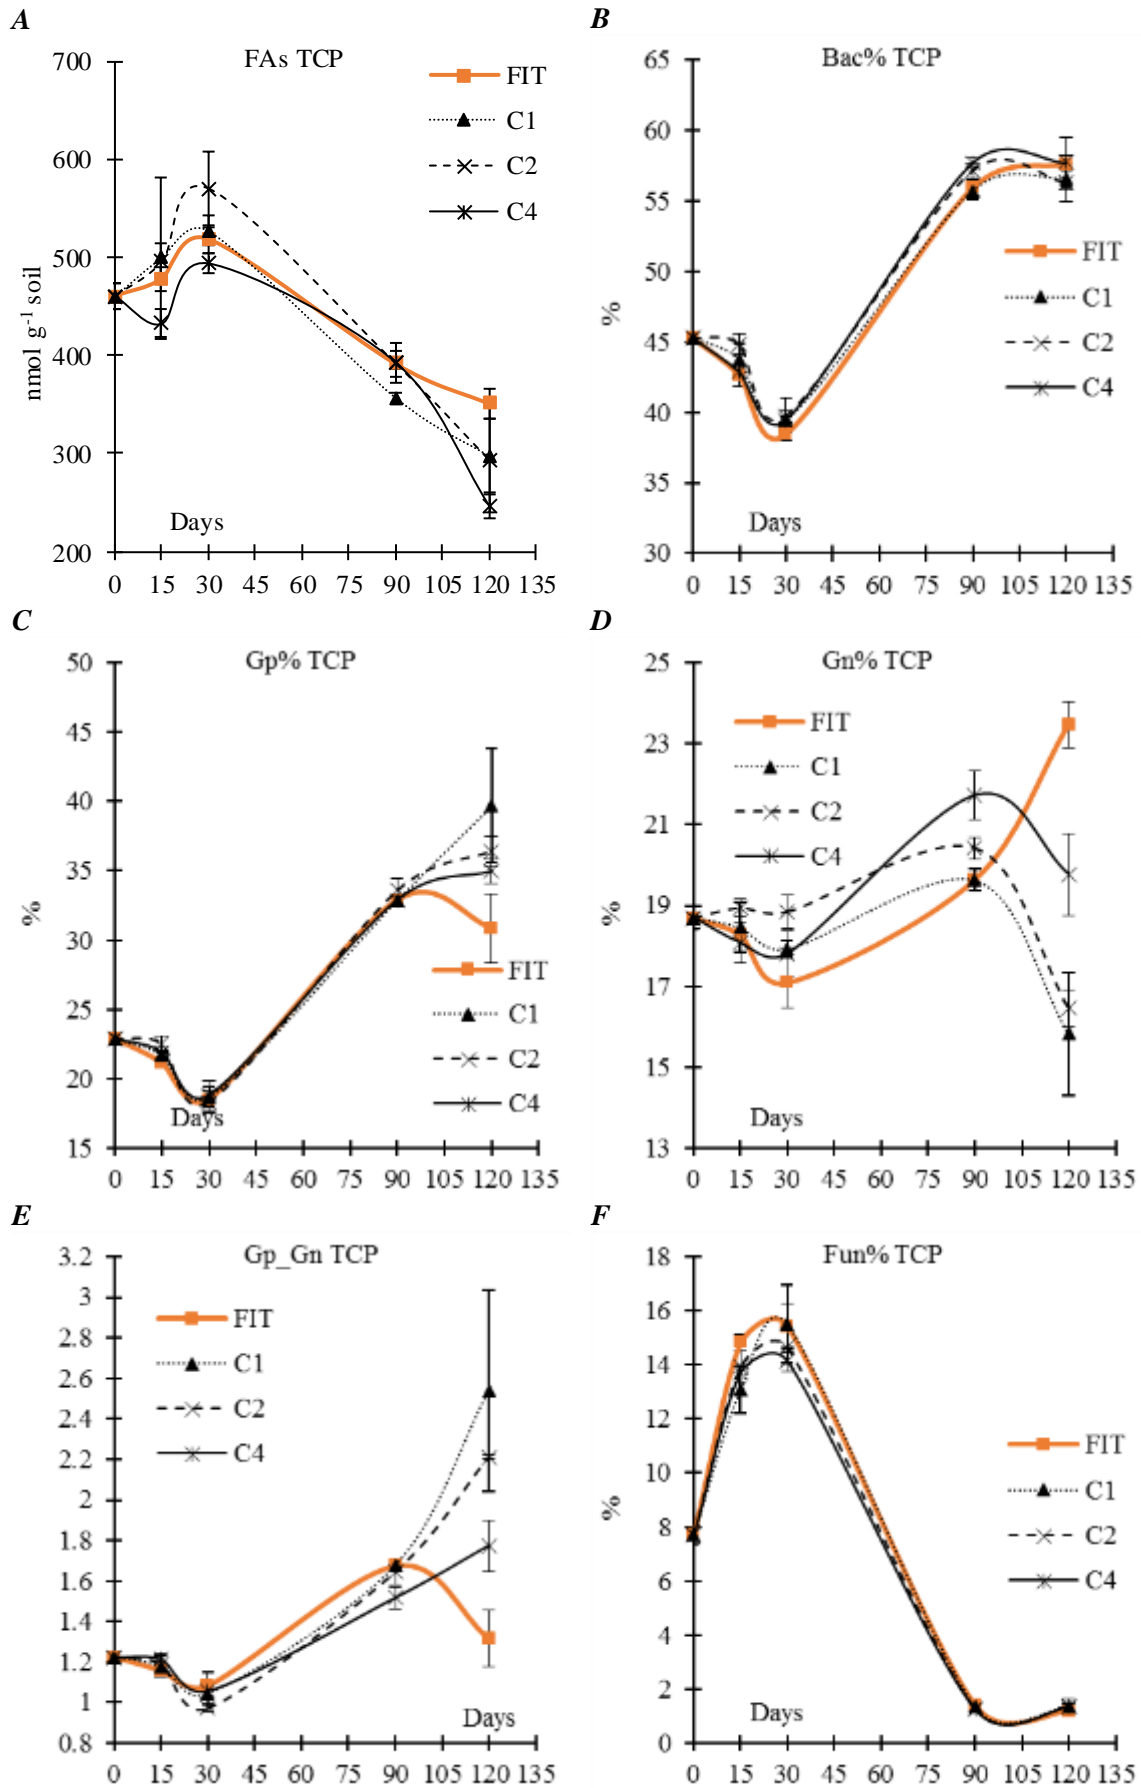 A
FAs TCP
700
600
500
400
300
200
nmol g-1 soil
FIT
C1
C2
C4
Days
0 15 30 45 60 75 90 105 120 135
B
Bac% TCP
65
60
55
50
45
40
35
30
%
FIT
C1
C2
C4
Days
0 15 30 45 60 75 90 105 120 135
C
Gp% TCP
50
45
40
35
30
25
20
15
%
FIT
C1
C2
C4
Days
0 15 30 45 60 75 90 105 120 135
D
Gn% TCP
25
23
21
19
17
15
13
%
FIT
C1
C2
C4
Days
0 15 30 45 60 75 90 105 120 135
E
Gp_Gn TCP
3.2
3
2.8
2.6
2.4
2.2
2
1.8
1.6
1.4
1.2
1
0.8
FIT
C1
C2
C4
Days
0 15 30 45 60 75 90 105 120 135
F
Fun% TCP
18
16
14
12
10
8
6
4
2
0
%
FIT
C1
C2
C4
Days
0 15 30 45 60 75 90 105 120 135